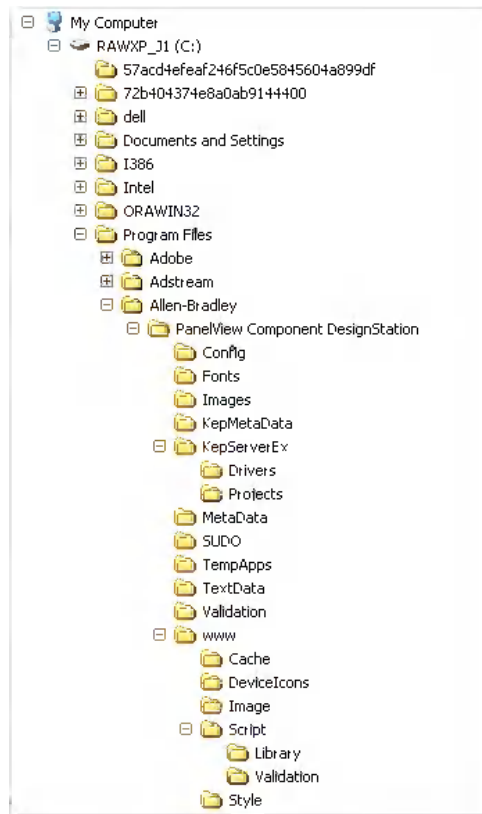 My Computer
RAWXP_J1 (C:)
57acd4efeaf246f5c0e5845604a899df
72b404374e8a0ab9144400
dell
Documents and Settings
I386
Intel
ORAWIN32
Program Files
Adobe
Adstream
Allen-Bradley
PanelView Component DesignStation
Config
Fonts
Images
KepMetaData
KepServerEx
Drivers
Projects
MetaData
SUDO
TempApps
TextData
Validation
www
Cache
DeviceIcons
Image
Script
Library
Validation
Style